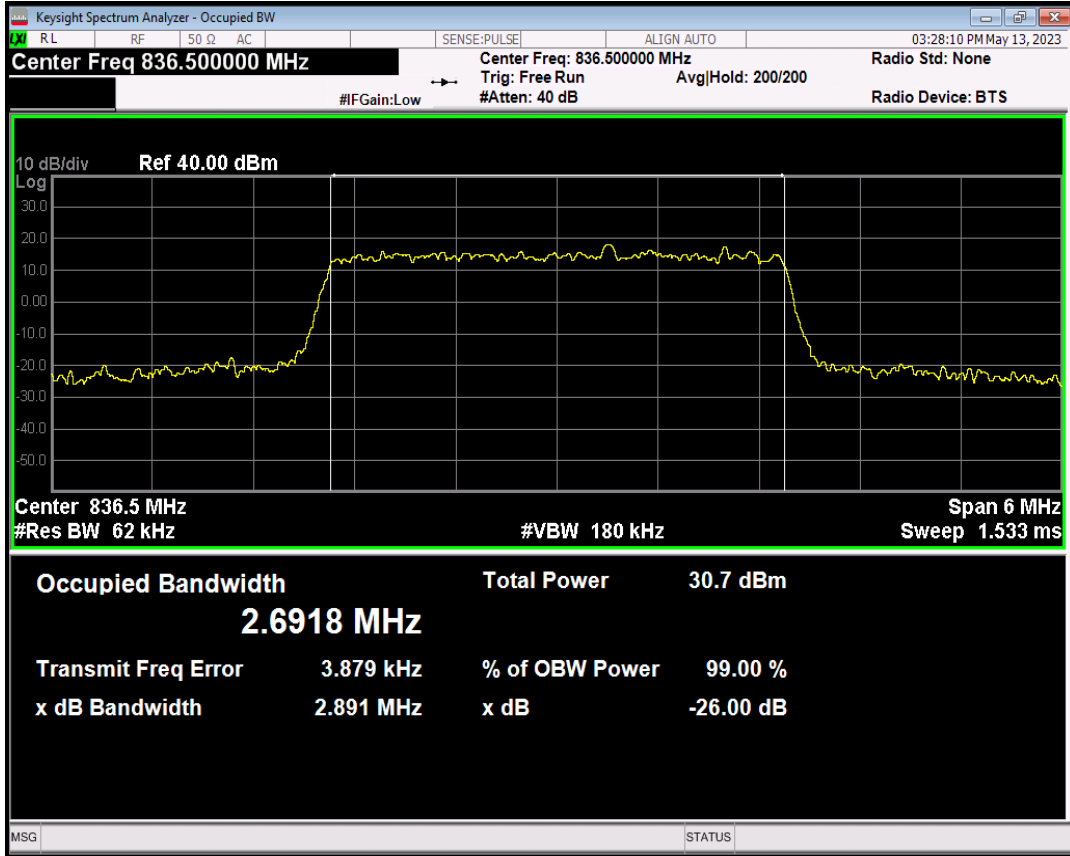 Keysight Spectrum Analyzer - Occupied BW
LXI RL RF 50 Ω AC SENSE:PULSE ALIGN AUTO 03:28:10 PM May 13, 2023
Center Freq 836.500000 MHz Center Freq: 836.500000 MHz Radio Std: None
Trig: Free Run Avg|Hold: 200/200
#IFGain:Low #Atten: 40 dB Radio Device: BTS
10 dB/div Ref 40.00 dBm
Log
30.0
20.0
10.0
0.00
-10.0
-20.0
-30.0
-40.0
-50.0
Center 836.5 MHz Span 6 MHz
#Res BW 62 kHz #VBW 180 kHz Sweep 1.533 ms
Occupied Bandwidth Total Power 30.7 dBm
2.6918 MHz
Transmit Freq Error 3.879 kHz % of OBW Power 99.00 %
x dB Bandwidth 2.891 MHz x dB -26.00 dB
MSG STATUS